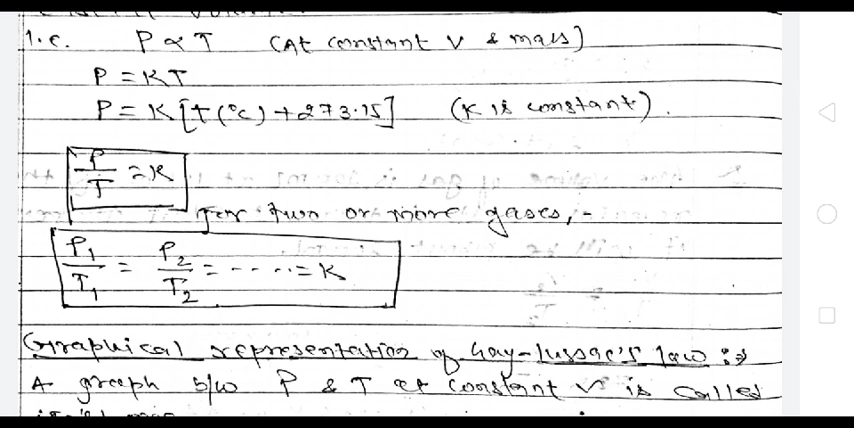 i.e. P ∝ T (At constant V & mass)
P = KT
P = K[t(°c) + 273.15] (K is constant).
P/T = K
For two or more gases,-
P₁/T₁ = P₂/T₂ = - - - - . = K
Graphical representation of Gay-Lussac's law :→
A graph b/w P & T at constant V is called